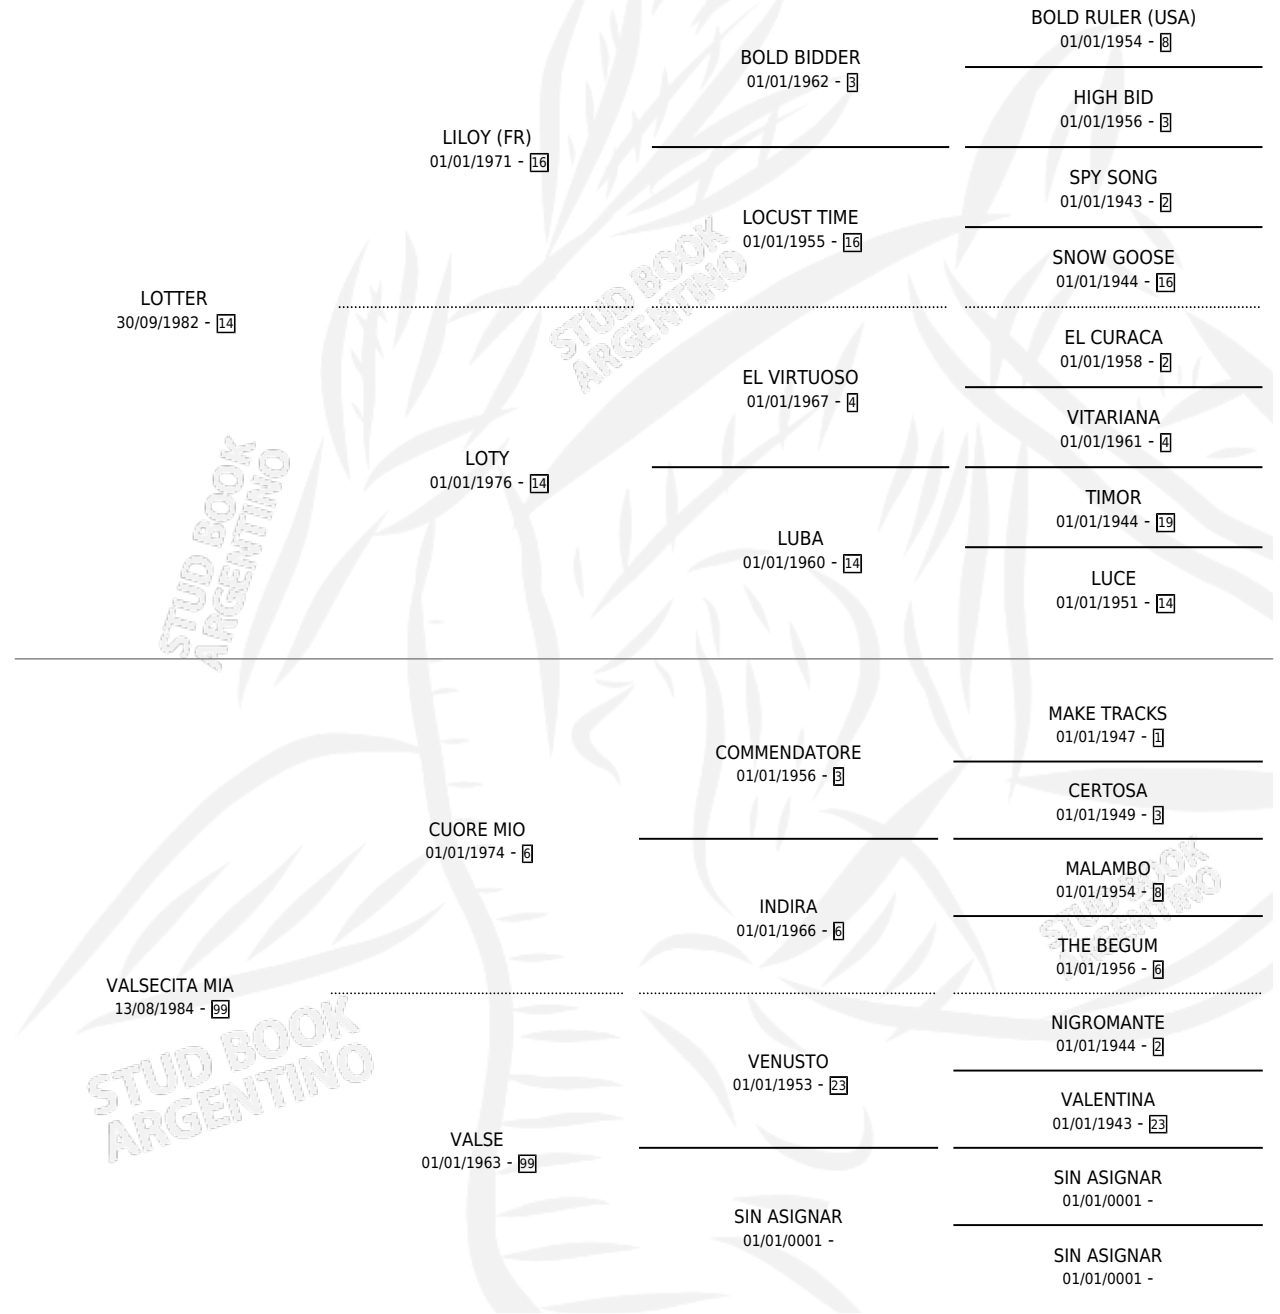 BOLD RULER (USA)
01/01/1954 - 8
BOLD BIDDER
01/01/1962 - 3
HIGH BID
01/01/1956 - 3
LILOY (FR)
01/01/1971 - 16
SPY SONG
01/01/1943 - 2
LOCUST TIME
01/01/1955 - 16
SNOW GOOSE
01/01/1944 - 16
LOTTER
30/09/1982 - 14
EL CURACA
01/01/1958 - 2
EL VIRTUOSO
01/01/1967 - 4
VITARIANA
01/01/1961 - 4
LOTY
01/01/1976 - 14
TIMOR
01/01/1944 - 19
LUBA
01/01/1960 - 14
LUCE
01/01/1951 - 14
STUD BOOK
ARGENTINO
STUD BOOK
ARGENTINO
MAKE TRACKS
01/01/1947 - 1
COMMENDATORE
01/01/1956 - 3
CERTOSA
01/01/1949 - 3
CUORE MIO
01/01/1974 - 6
MALAMBO
01/01/1954 - 8
INDIRA
01/01/1966 - 6
THE BEGUM
01/01/1956 - 6
VALSECITA MIA
13/08/1984 - 99
NIGROMANTE
01/01/1944 - 2
VENUSTO
01/01/1953 - 23
VALENTINA
01/01/1943 - 23
VALSE
01/01/1963 - 99
SIN ASIGNAR
01/01/0001 -
SIN ASIGNAR
01/01/0001 -
SIN ASIGNAR
01/01/0001 -
STUD BOOK
ARGENTINO
STUD BOOK
ARGENTINO